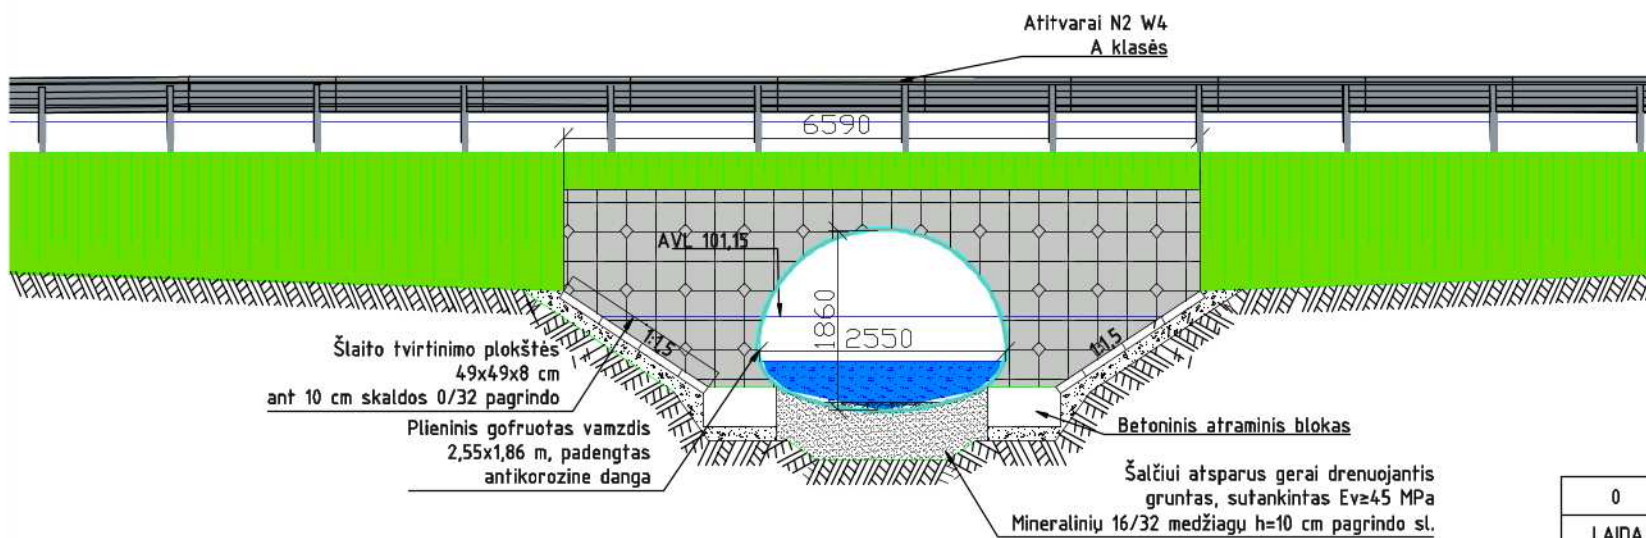 Atitvarai N2 W4
A klasės
6590
AVL 101,15
1860
2550
1:1,5
1:1,5
Šlaito tvirtinimo plokštės
49x49x8 cm
ant 10 cm skaldos 0/32 pagrindo
Plieninis gofruotas vamzdis
2,55x1,86 m, padengtas
antikorozine danga
Betoninis atraminis blokas
Šalčiui atsparus gerai drenuojantis
gruntas, sutankintas Ev≥45 MPa
Mineralinių 16/32 medžiagų h=10 cm pagrindo sl.
0
LAIDA